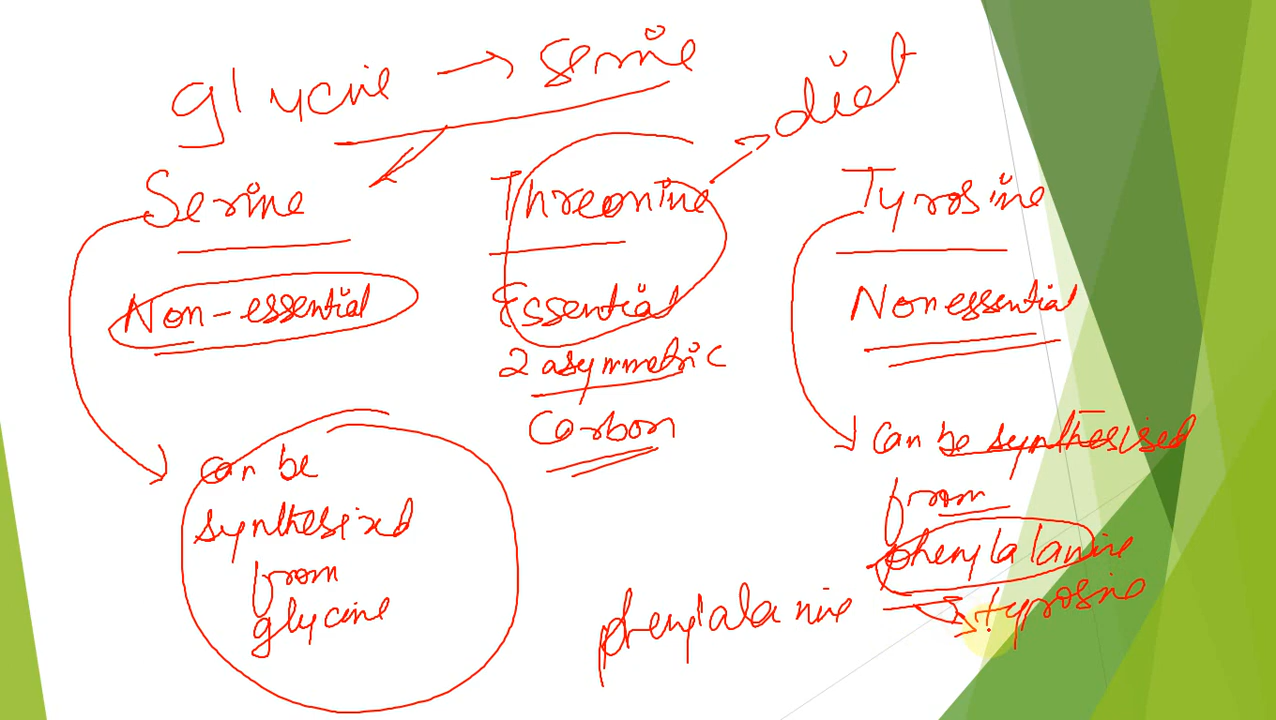 glycine → serine
diet
Serine
Non-essential
can be
synthesized
from
glycine
Threonine
Essential
2 asymmetric
Carbon
Tyrosine
Nonessential
can be synthesised
from
phenylalanine
phenylalanine → tyrosine